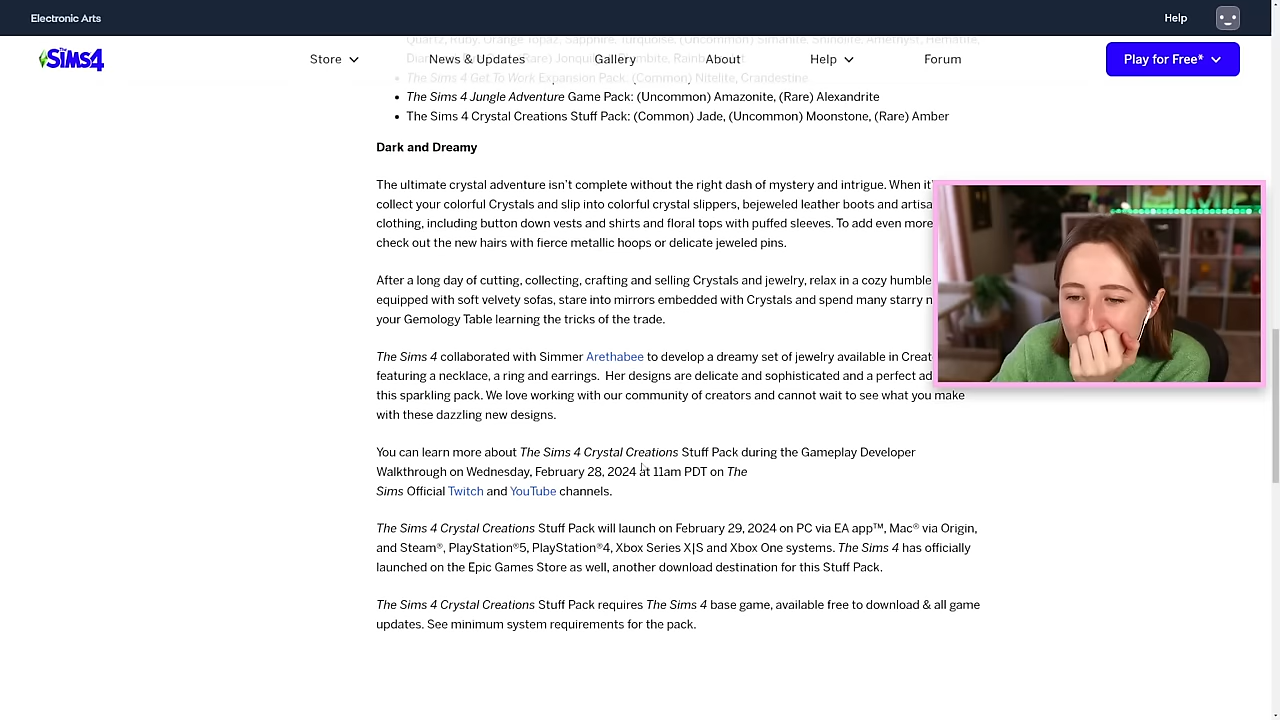 Electronic Arts
Help
The Sims 4
Store
News & Updates
Gallery
About
Help
Forum
Play for Free*
Quartz, Ruby, Orange Topaz, Sapphire, Turquoise, (Uncommon) Simanite, Shinolite, Amethyst, Hematite,
(Rare) Jonquilyst, Plumbite,
The Sims 4 Get To Work Expansion Pack: (Common) Nitelite, Crandestine
• The Sims 4 Jungle Adventure Game Pack: (Uncommon) Amazonite, (Rare) Alexandrite
• The Sims 4 Crystal Creations Stuff Pack: (Common) Jade, (Uncommon) Moonstone, (Rare) Amber
Dark and Dreamy
The ultimate crystal adventure isn't complete without the right dash of mystery and intrigue. When it'
collect your colorful Crystals and slip into colorful crystal slippers, bejeweled leather boots and artisa
clothing, including button down vests and shirts and floral tops with puffed sleeves. To add even more
check out the new hairs with fierce metallic hoops or delicate jeweled pins.
After a long day of cutting, collecting, crafting and selling Crystals and jewelry, relax in a cozy humble
equipped with soft velvety sofas, stare into mirrors embedded with Crystals and spend many starry n
your Gemology Table learning the tricks of the trade.
The Sims 4 collaborated with Simmer Arethabee to develop a dreamy set of jewelry available in Creat
featuring a necklace, a ring and earrings. Her designs are delicate and sophisticated and a perfect ad
this sparkling pack. We love working with our community of creators and cannot wait to see what you make
with these dazzling new designs.
You can learn more about The Sims 4 Crystal Creations Stuff Pack during the Gameplay Developer
Walkthrough on Wednesday, February 28, 2024 at 11am PDT on The
Sims Official Twitch and YouTube channels.
The Sims 4 Crystal Creations Stuff Pack will launch on February 29, 2024 on PC via EA app™, Mac® via Origin,
and Steam®, PlayStation®5, PlayStation®4, Xbox Series X|S and Xbox One systems. The Sims 4 has officially
launched on the Epic Games Store as well, another download destination for this Stuff Pack.
The Sims 4 Crystal Creations Stuff Pack requires The Sims 4 base game, available free to download & all game
updates. See minimum system requirements for the pack.